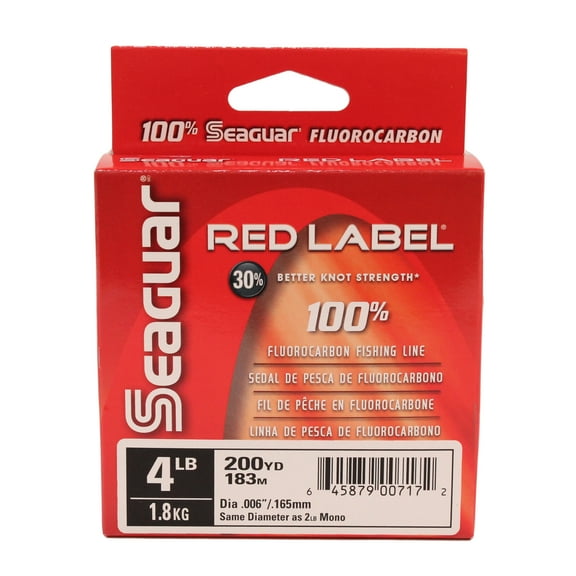 100% Seaguar® FLUOROCARBON
Seaguar®
RED LABEL®
30% BETTER KNOT STRENGTH*
100%
FLUOROCARBON FISHING LINE
SEDAL DE PESCA DE FLUOROCARBONO
FIL DE PÊCHE EN FLUOROCARBONE
LINHA DE PESCA DE FLUOROCARBONO
4 LB
1.8KG
200YD
183M
Dia .006"/.165mm
Same Diameter as 2LB Mono
6 45879 00717 2